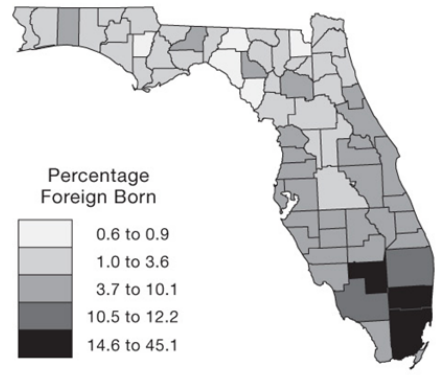 Percentage
Foreign Born
0.6 to 0.9
1.0 to 3.6
3.7 to 10.1
10.5 to 12.2
14.6 to 45.1